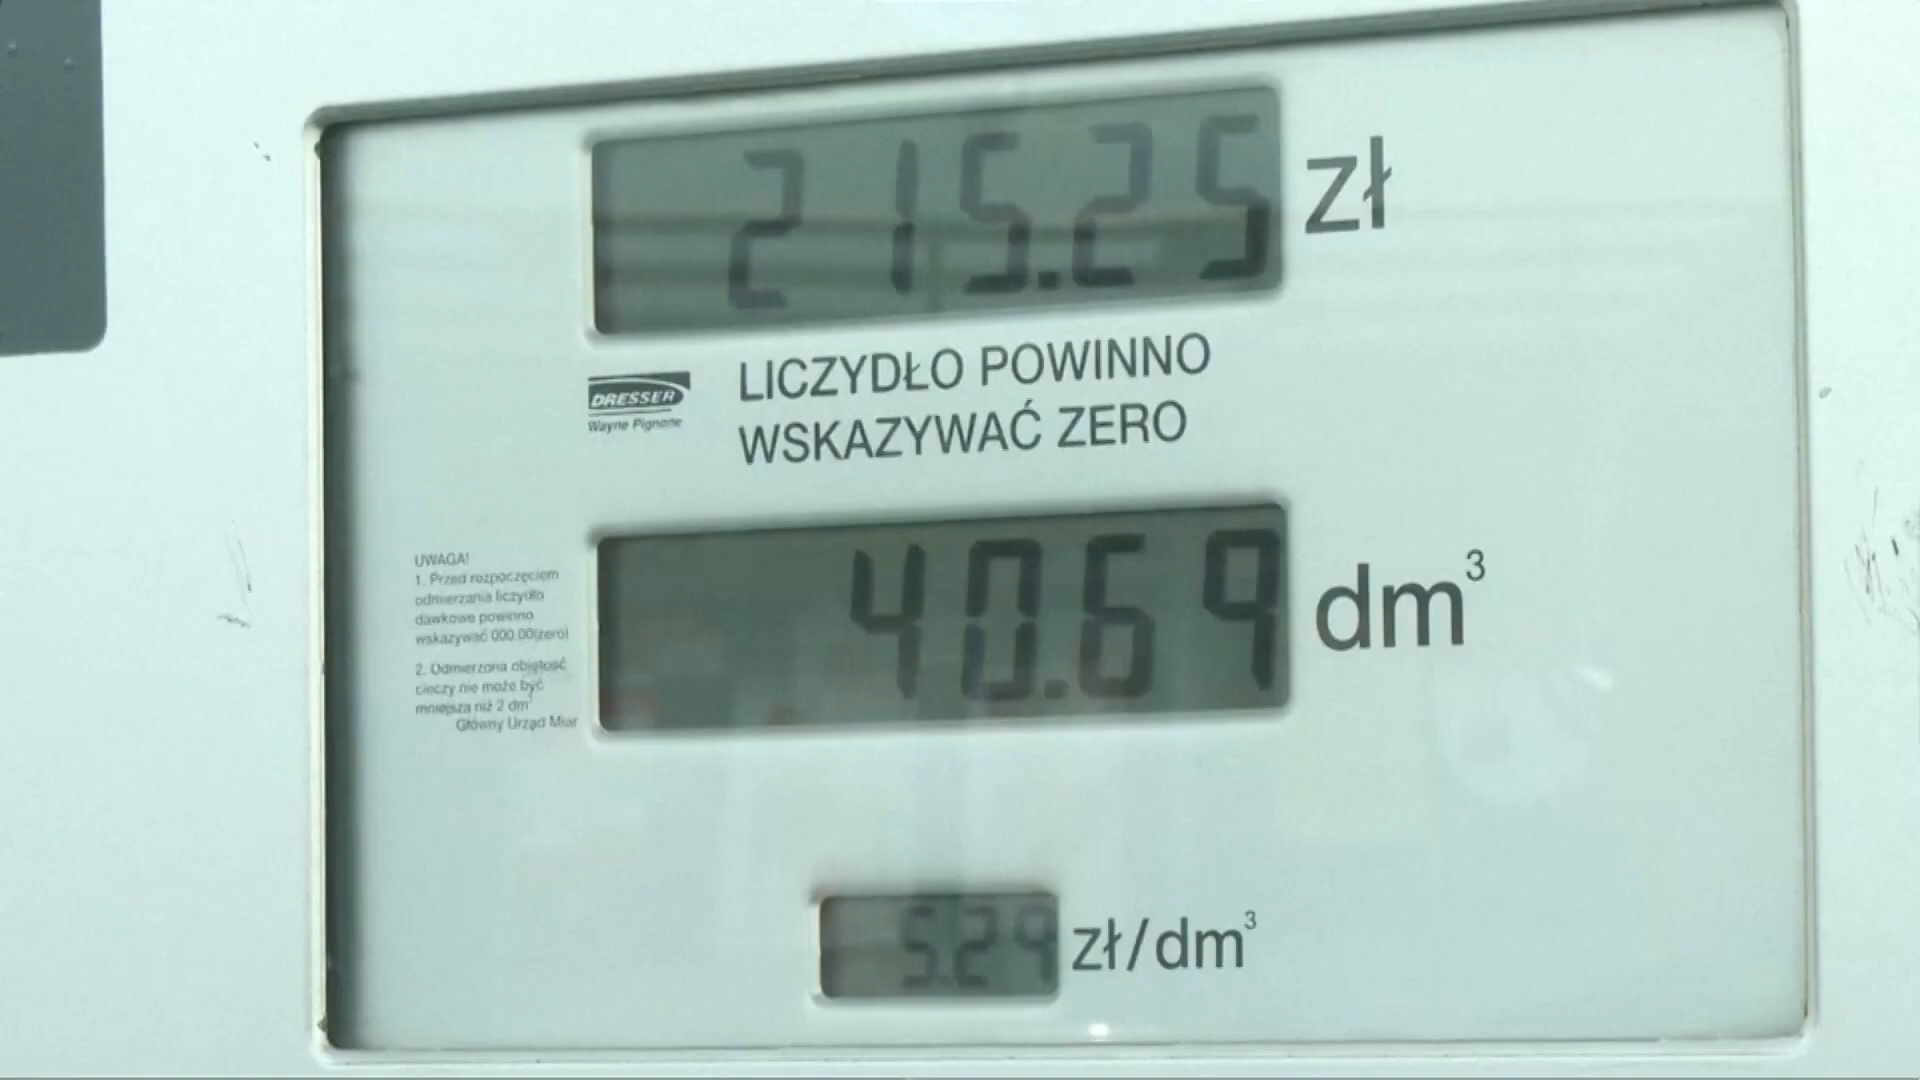 215.25 zł
DRESSER
Wayne Pignone
LICZYDŁO POWINNO
WSKAZYWAĆ ZERO
UWAGA!
1. Przed rozpoczęciem
odmierzania liczydło
dawkowe powinno
wskazywać 000.00(zero)
2. Odmierzona objętość
cieczy nie może być
mniejsza niż 2 dm³
Główny Urząd Miar
40.69 dm³
5.29 zł/dm³